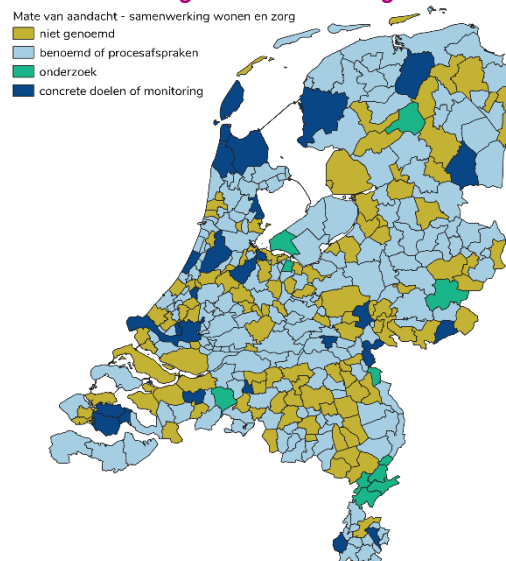 Mate van aandacht - samenwerking wonen en zorg
niet genoemd
benoemd of procesafspraken
onderzoek
concrete doelen of monitoring